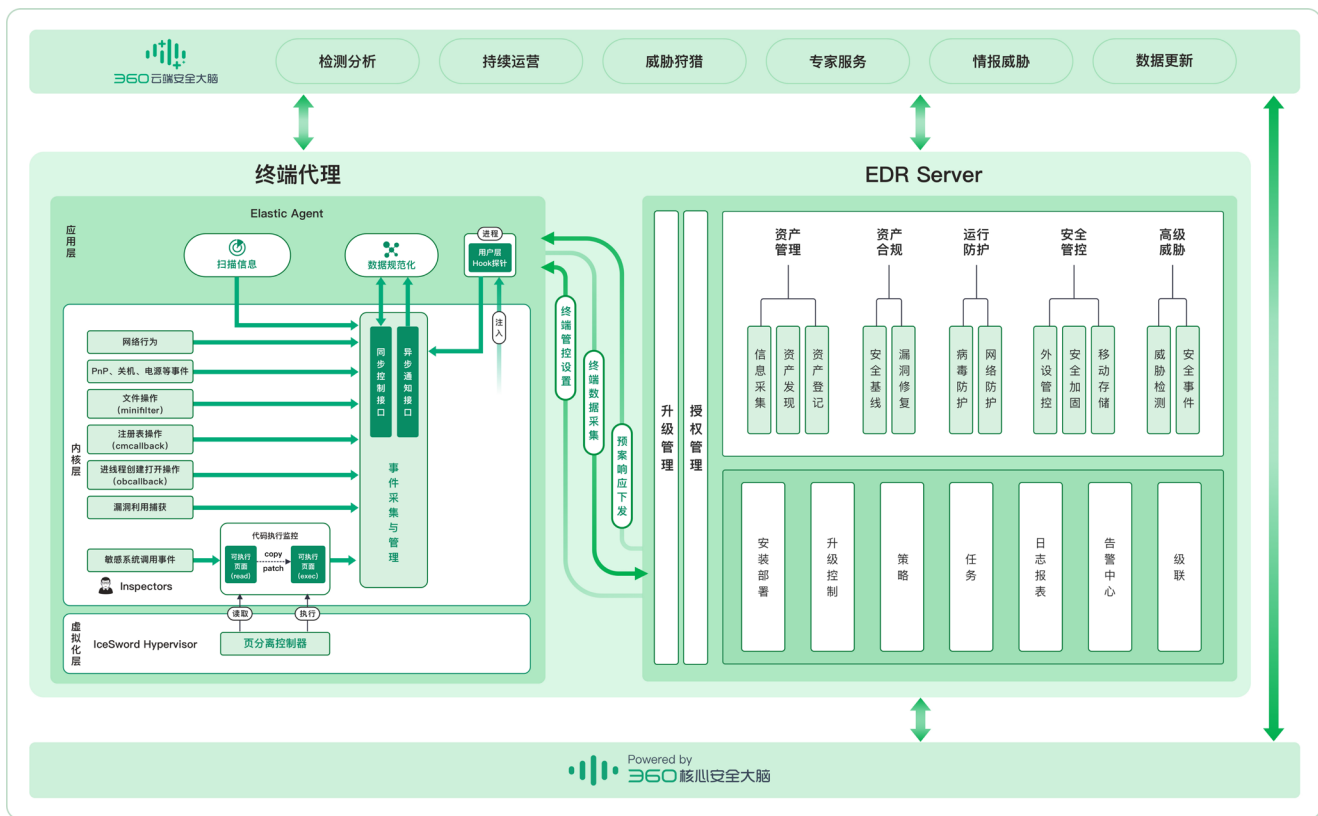 360云端安全大脑
检测分析
持续运营
威胁狩猎
专家服务
情报威胁
数据更新
终端代理
Elastic Agent
应用层
扫描信息
数据规范化
进程
用户层
Hook探针
注入
内核层
网络行为
PnP、关机、电源等事件
文件操作
(minifilter)
注册表操作
(cmcallback)
进线程创建打开操作
(obcallback)
漏洞利用捕获
敏感系统调用事件
Inspectors
同步控制接口
异步通知接口
事件采集与管理
代码执行监控
可执行
页面
(read)
copy
patch
可执行
页面
(exec)
读取
执行
虚拟化层
IceSword Hypervisor
页分离控制器
终端管控设置
终端数据采集
预案响应下发
EDR Server
升级管理
授权管理
资产
管理
信息采集
资产发现
资产登记
资产
合规
安全基线
漏洞修复
运行
防护
病毒防护
网络防护
安全
管控
外设管控
安全加固
移动存储
高级
威胁
威胁检测
安全事件
安装部署
升级控制
策略
任务
日志报表
告警中心
级联
Powered by
360核心安全大脑